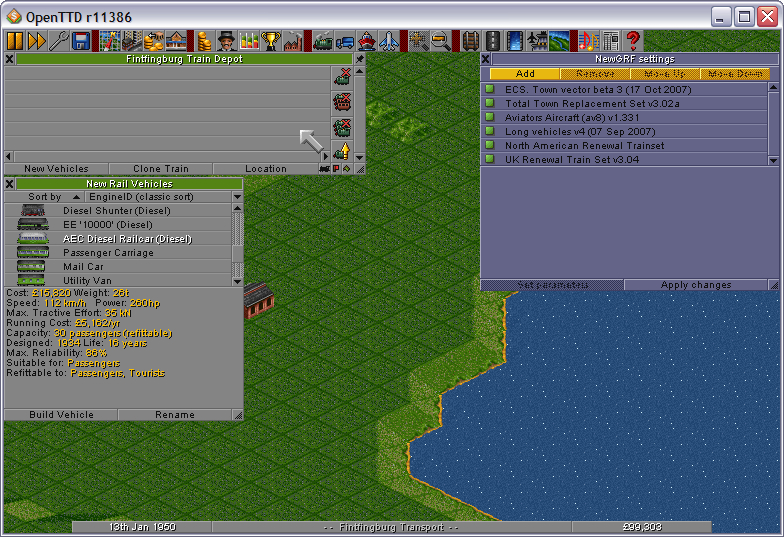 OpenTTD r11386
Fintfingburg Train Depot
New Vehicles Clone Train Location
New Rail Vehicles
Sort by EngineID (classic sort)
Diesel Shunter (Diesel)
EE '10000' (Diesel)
AEC Diesel Railcar (Diesel)
Passenger Carriage
Mail Car
Utility Van
Cost: £15,820 Weight: 26t
Speed: 112 km/h Power: 260hp
Max. Tractive Effort: 35 kN
Running Cost: £5,162/yr
Capacity: 30 passengers (refittable)
Designed: 1934 Life: 16 years
Max. Reliability: 86%
Suitable for: Passengers
Refittable to: Passengers, Tourists
Build Vehicle Rename
NewGRF settings
Add Remove Move Up Move Down
ECS. Town vector beta 3 (17 Oct 2007)
Total Town Replacement Set v3.02a
Aviators Aircraft (av8) v1.331
Long vehicles v4 (07 Sep 2007)
North American Renewal Trainset
UK Renewal Train Set v3.04
Set parameters Apply changes
13th Jan 1950 - - Fintfingburg Transport - - £99,303